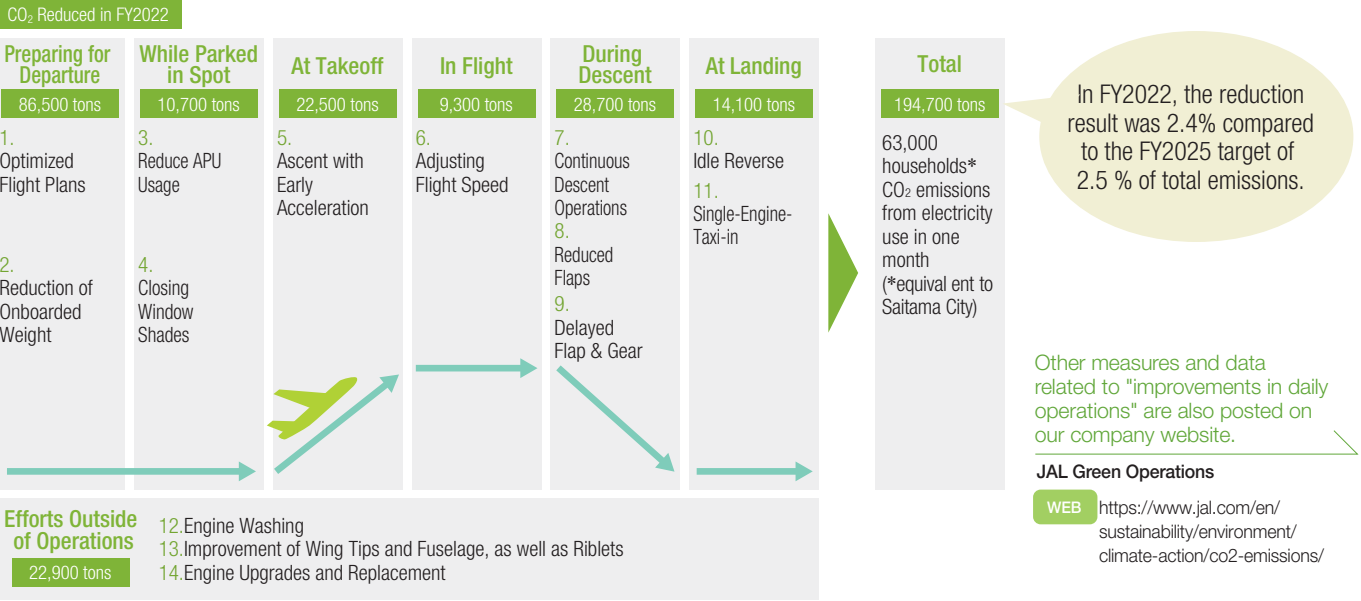 CO₂ Reduced in FY2022
Preparing for
Departure
86,500 tons
1.
Optimized
Flight Plans
2.
Reduction of
Onboarded
Weight
While Parked
in Spot
10,700 tons
3.
Reduce APU
Usage
4.
Closing
Window
Shades
At Takeoff
22,500 tons
5.
Ascent with
Early
Acceleration
In Flight
9,300 tons
6.
Adjusting
Flight Speed
During
Descent
28,700 tons
7.
Continuous
Descent
Operations
8.
Reduced
Flaps
9.
Delayed
Flap & Gear
At Landing
14,100 tons
10.
Idle Reverse
11.
Single-Engine-
Taxi-in
Total
194,700 tons
63,000
households*
CO₂ emissions
from electricity
use in one
month
(*equival ent to
Saitama City)
In FY2022, the reduction
result was 2.4% compared
to the FY2025 target of
2.5 % of total emissions.
Other measures and data
related to "improvements in daily
operations" are also posted on
our company website.
JAL Green Operations
WEB https://www.jal.com/en/
sustainability/environment/
climate-action/co2-emissions/
Efforts Outside
of Operations
22,900 tons
12.Engine Washing
13.Improvement of Wing Tips and Fuselage, as well as Riblets
14.Engine Upgrades and Replacement